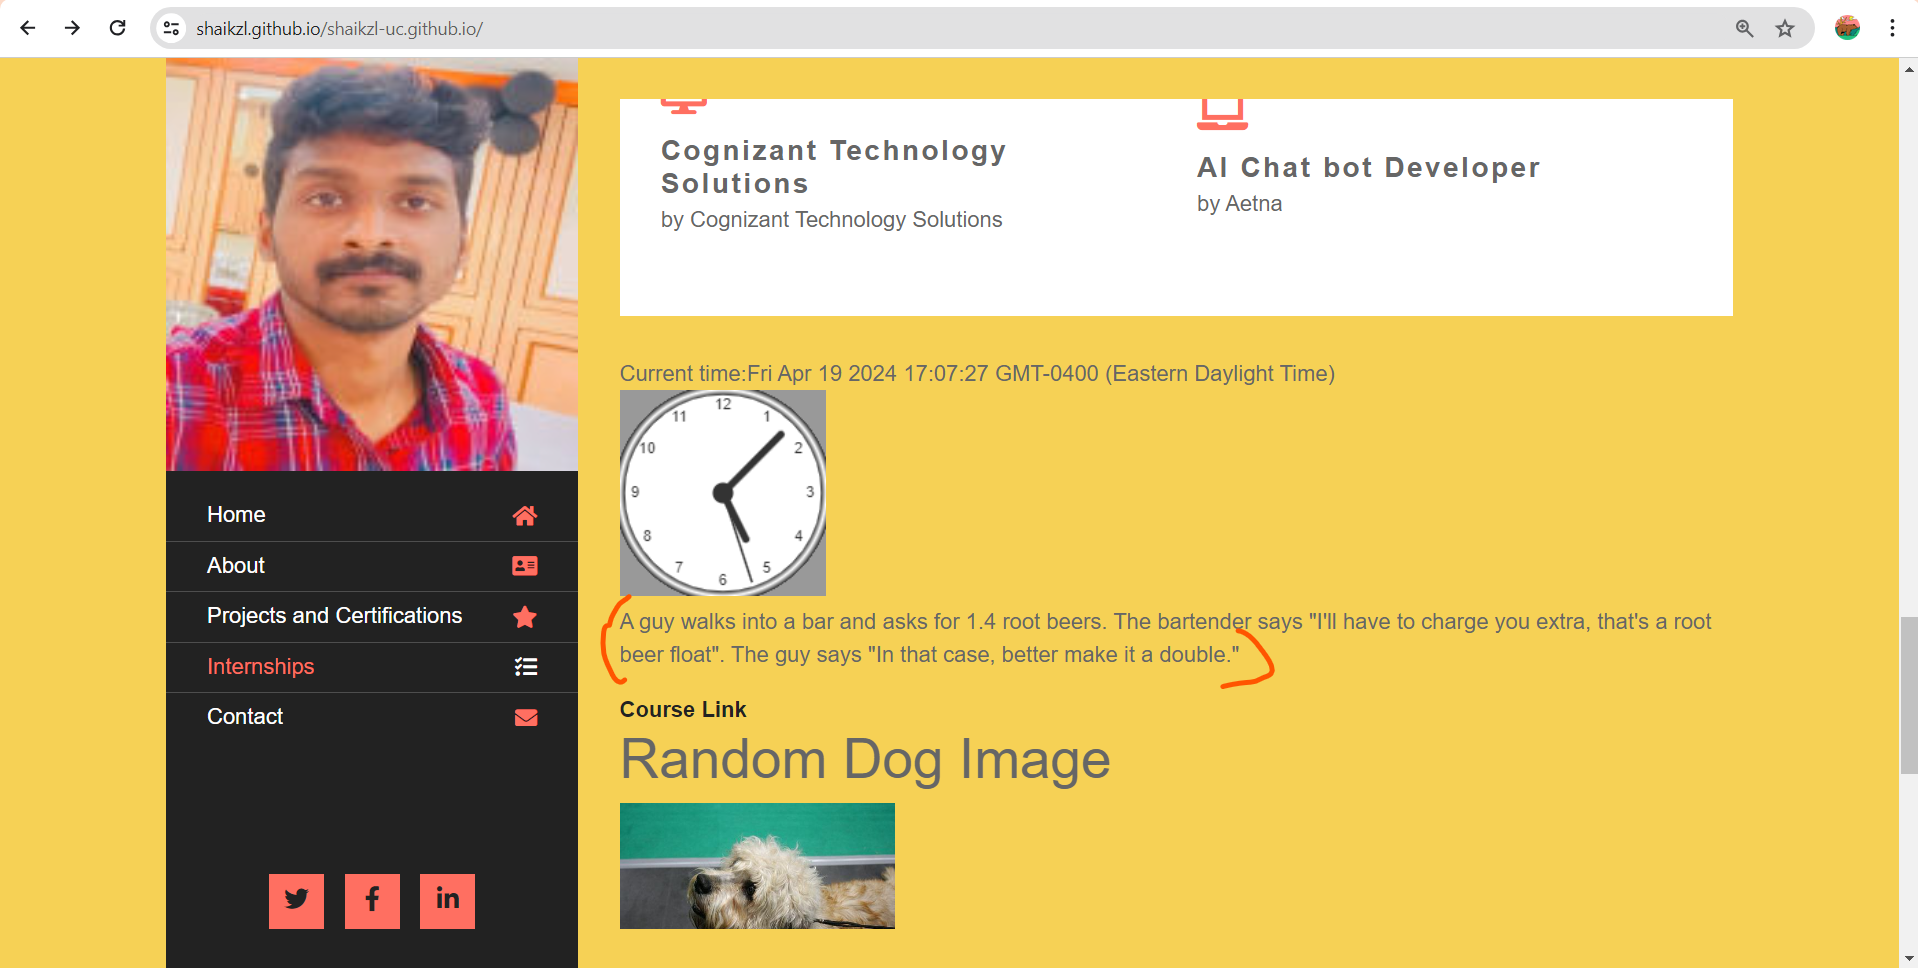 shaikzl.github.io/shaikzl-uc.github.io/
Home
About
Projects and Certifications
Internships
Contact
in
Cognizant Technology
Solutions
by Cognizant Technology Solutions
AI Chat bot Developer
by Aetna
Current time:Fri Apr 19 2024 17:07:27 GMT-0400 (Eastern Daylight Time)
12
11 1
10 2
9 3
8 4
7 5
6
A guy walks into a bar and asks for 1.4 root beers. The bartender says "I'll have to charge you extra, that's a root
beer float". The guy says "In that case, better make it a double."
Course Link
Random Dog Image